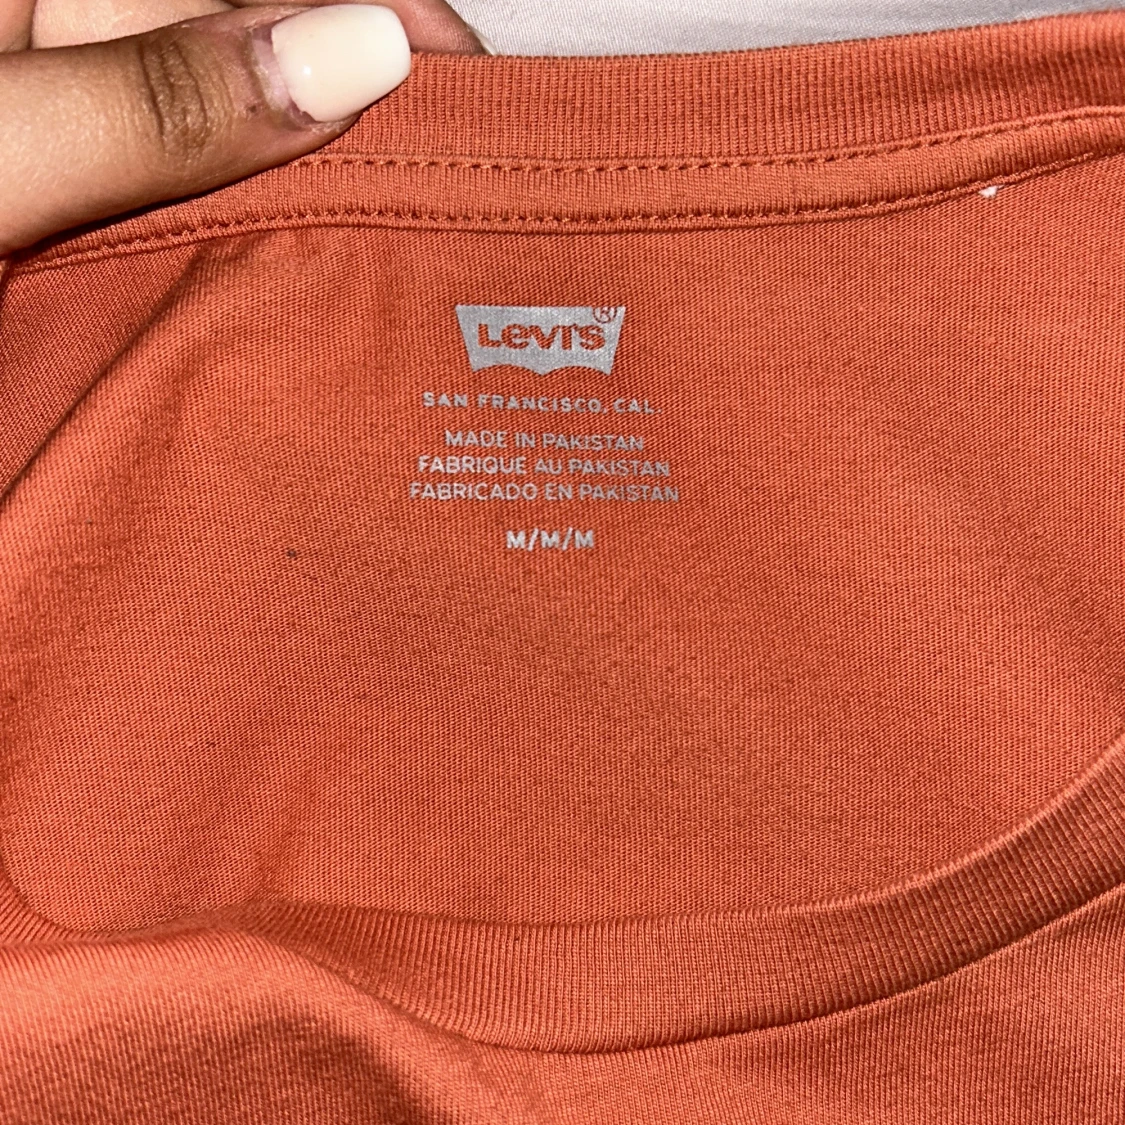 Levi's ®
SAN FRANCISCO, CAL.
MADE IN PAKISTAN
FABRIQUE AU PAKISTAN
FABRICADO EN PAKISTAN
M/M/M